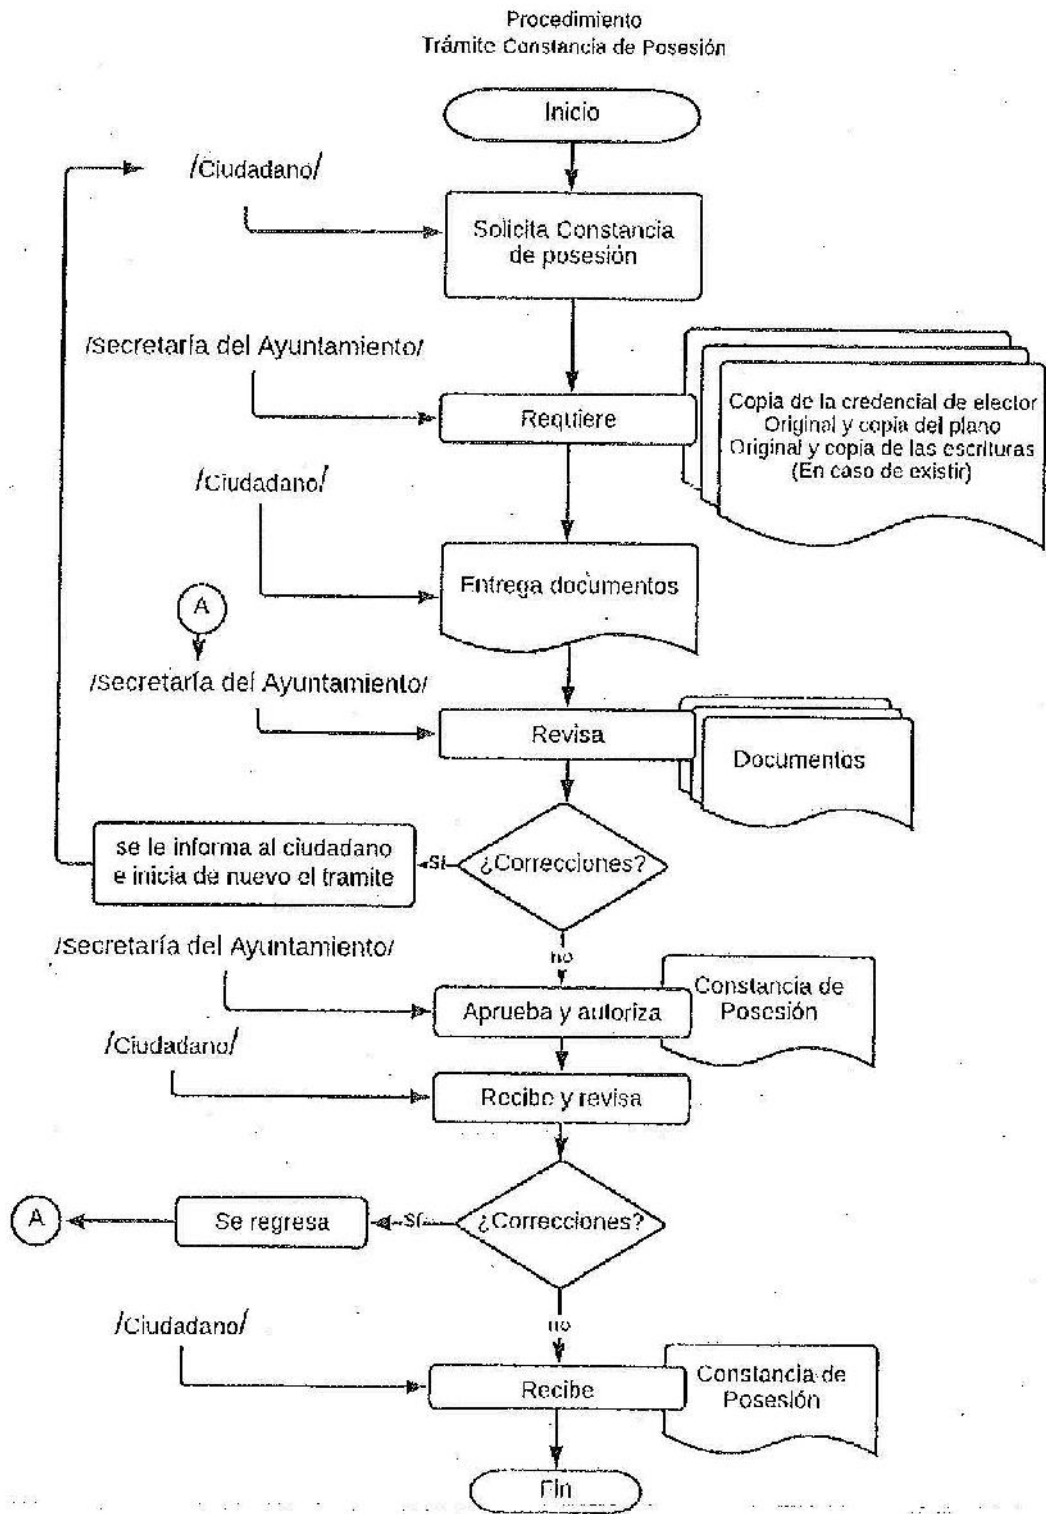 Procedimiento
Trámite Constancia de Posesión
Inicio
/Ciudadano/
Solicita Constancia
de posesión
/Secretaría del Ayuntamiento/
Requiere
Copia de la credencial de elector
Original y copia del plano
Original y copia de las escrituras
(En caso de existir)
/Ciudadano/
Entrega documentos
A
/Secretaría del Ayuntamiento/
Revisa
Documentos
¿Correcciones?
Sí
se le informa al ciudadano
e inicia de nuevo el tramite
no
/Secretaría del Ayuntamiento/
Aprueba y autoriza
Constancia de
Posesión
/Ciudadano/
Recibe y revisa
¿Correcciones?
Sí
Se regresa
A
no
/Ciudadano/
Recibe
Constancia de
Posesión
Fin